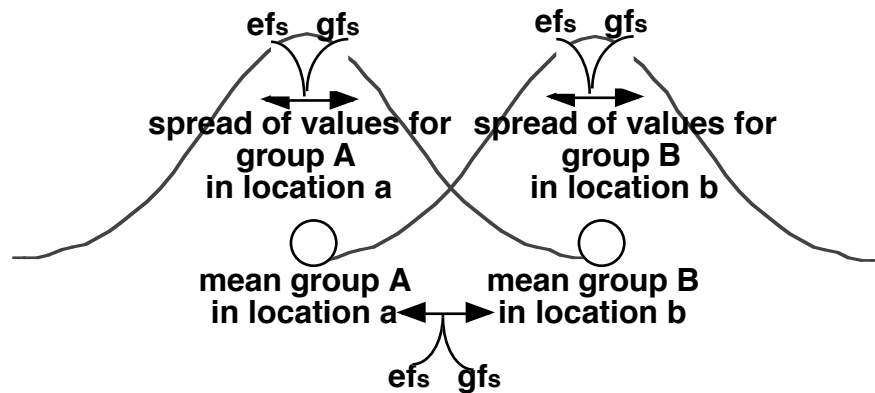 efs gfs
efs gfs
spread of values for
group A
in location a
spread of values for
group B
in location b
mean group A
in location a
mean group B
in location b
efs gfs